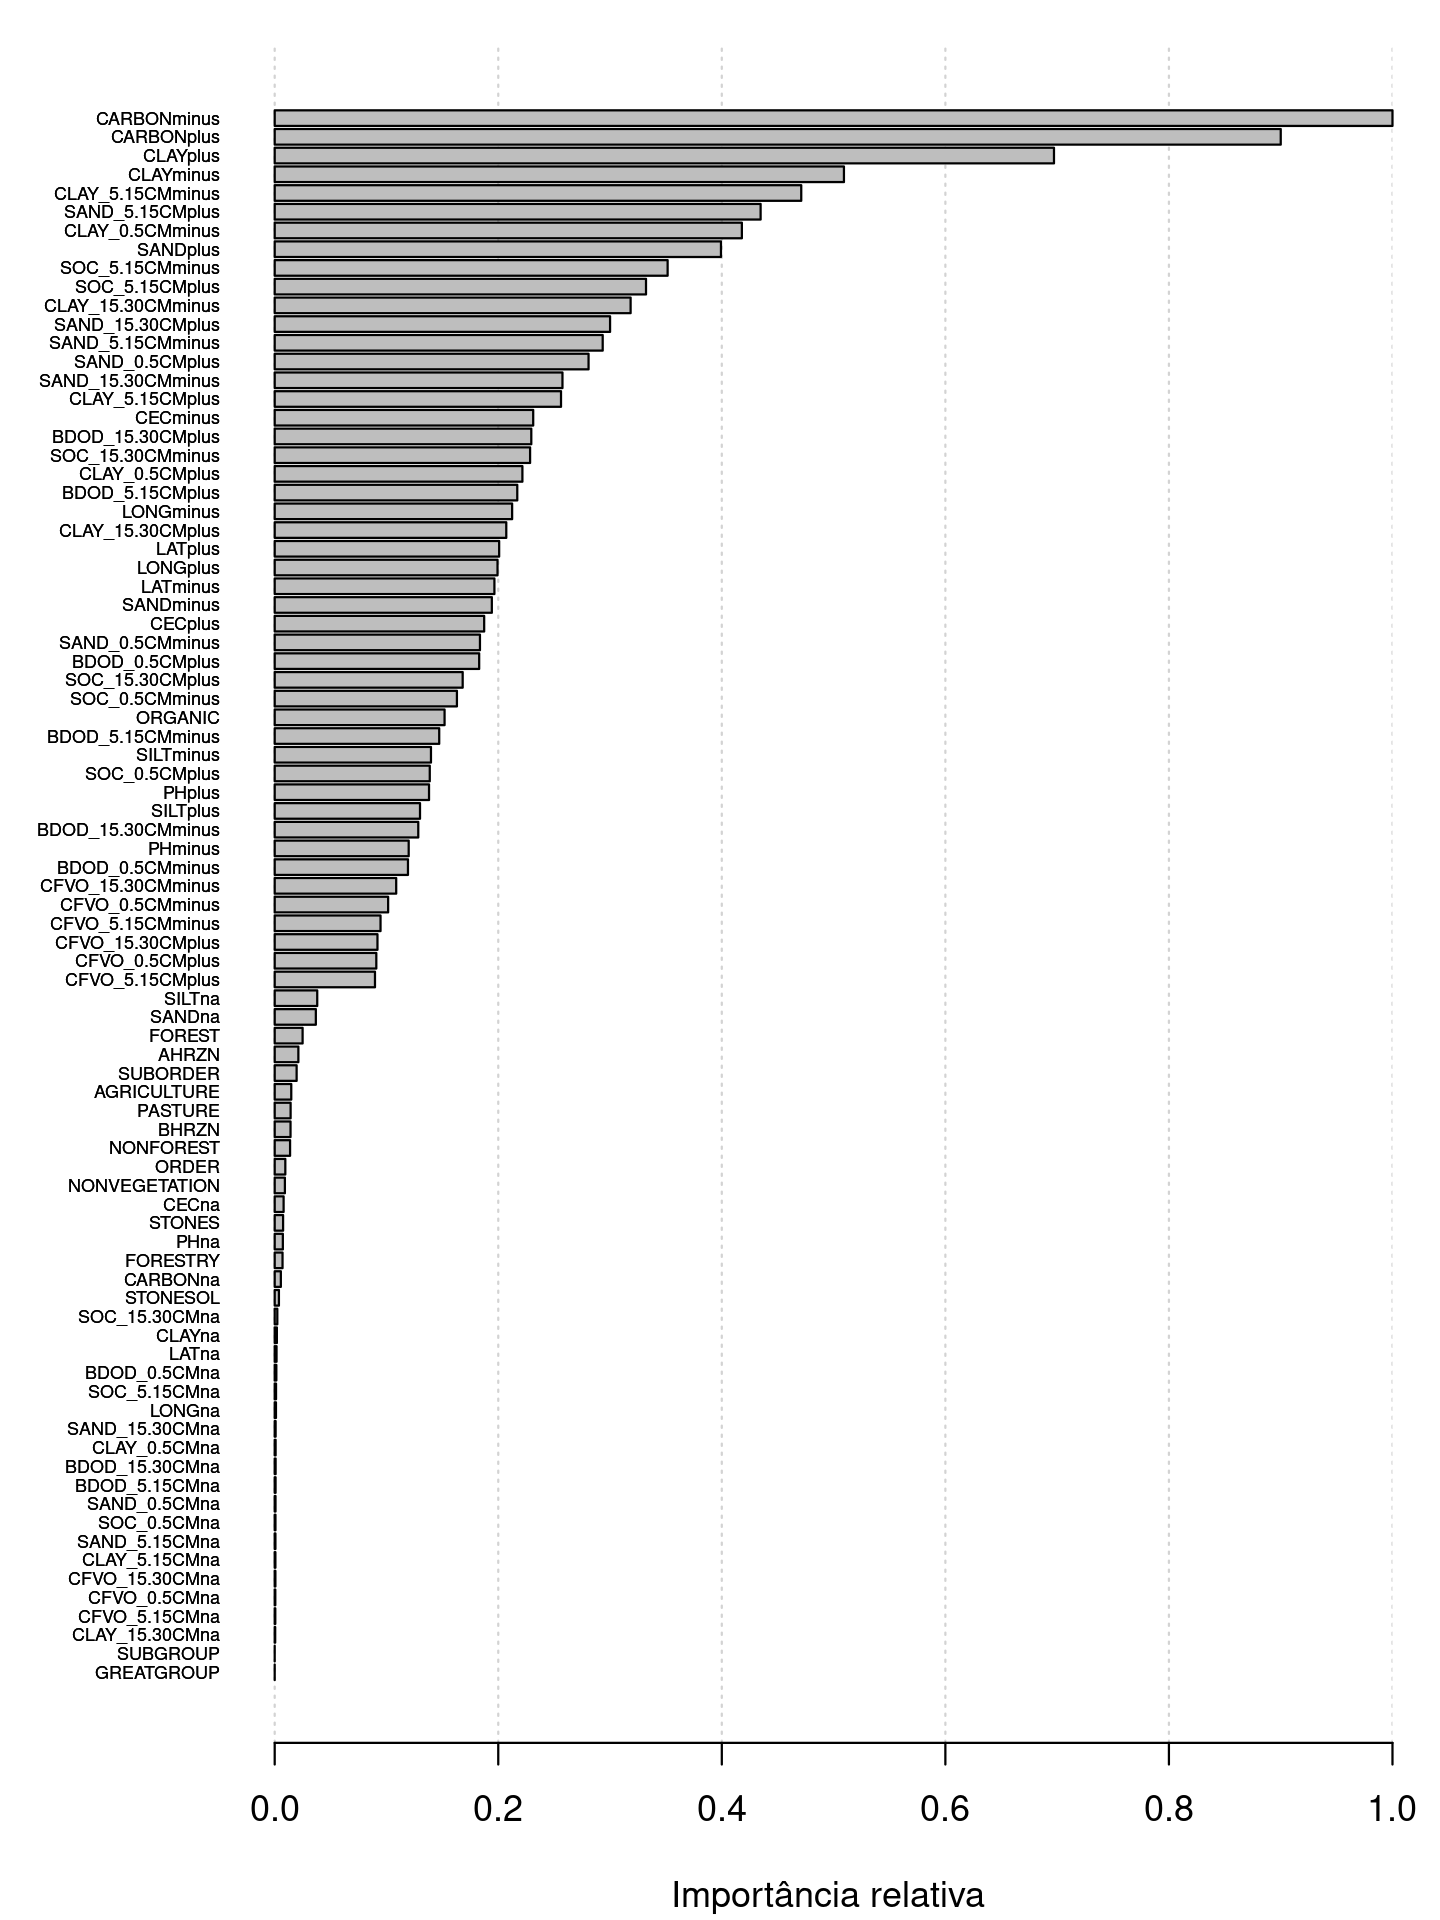 CARBONminus
CARBONplus
CLAYplus
CLAYminus
CLAY_5.15CMminus
SAND_5.15CMplus
CLAY_0.5CMminus
SANDplus
SOC_5.15CMminus
SOC_5.15CMplus
CLAY_15.30CMminus
SAND_15.30CMplus
SAND_5.15CMminus
SAND_0.5CMplus
SAND_15.30CMminus
CLAY_5.15CMplus
CECminus
BDOD_15.30CMplus
SOC_15.30CMminus
CLAY_0.5CMplus
BDOD_5.15CMplus
LONGminus
CLAY_15.30CMplus
LATplus
LONGplus
LATminus
SANDminus
CECplus
SAND_0.5CMminus
BDOD_0.5CMplus
SOC_15.30CMplus
SOC_0.5CMminus
ORGANIC
BDOD_5.15CMminus
SILTminus
SOC_0.5CMplus
PHplus
SILTplus
BDOD_15.30CMminus
PHminus
BDOD_0.5CMminus
CFVO_15.30CMminus
CFVO_0.5CMminus
CFVO_5.15CMminus
CFVO_15.30CMplus
CFVO_0.5CMplus
CFVO_5.15CMplus
SILTna
SANDna
FOREST
AHRZN
SUBORDER
AGRICULTURE
PASTURE
BHRZN
NONFOREST
ORDER
NONVEGETATION
CECna
STONES
PHna
FORESTRY
CARBONna
STONESOL
SOC_15.30CMna
CLAYna
LATna
BDOD_0.5CMna
SOC_5.15CMna
LONGna
SAND_15.30CMna
CLAY_0.5CMna
BDOD_15.30CMna
BDOD_5.15CMna
SAND_0.5CMna
SOC_0.5CMna
SAND_5.15CMna
CLAY_5.15CMna
CFVO_15.30CMna
CFVO_0.5CMna
CFVO_5.15CMna
CLAY_15.30CMna
SUBGROUP
GREATGROUP
0.0 0.2 0.4 0.6 0.8 1.0
Importância relativa